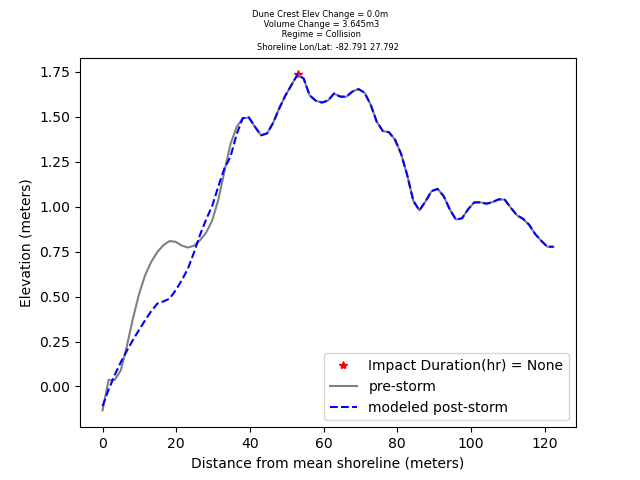 Dune Crest Elev Change = 0.0m
Volume Change = 3.645m3
Regime = Collision
Shoreline Lon/Lat: -82.791 27.792
1.75
1.50
1.25
1.00
0.75
0.50
0.25
0.00
Elevation (meters)
Impact Duration(hr) = None
pre-storm
modeled post-storm
0 20 40 60 80 100 120
Distance from mean shoreline (meters)